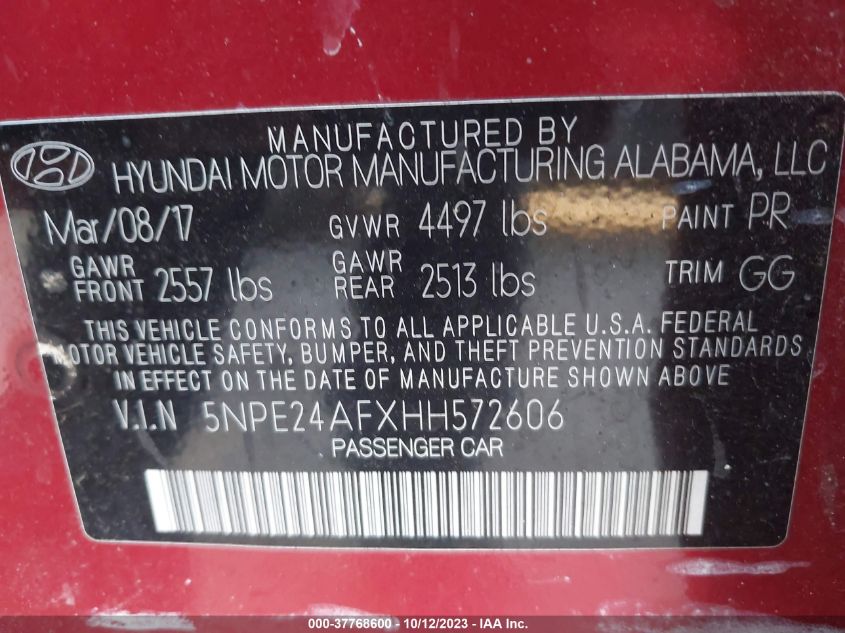 MANUFACTURED BY
HYUNDAI MOTOR MANUFACTURING ALABAMA, LLC
Mar/08/17 GVWR 4497 lbs PAINT PR
GAWR FRONT 2557 lbs GAWR REAR 2513 lbs TRIM GG
THIS VEHICLE CONFORMS TO ALL APPLICABLE U.S.A. FEDERAL
MOTOR VEHICLE SAFETY, BUMPER, AND THEFT PREVENTION STANDARDS
IN EFFECT ON THE DATE OF MANUFACTURE SHOWN ABOVE.
V.I.N 5NPE24AFXHH572606
PASSENGER CAR
000-37768600 - 10/12/2023 - IAA Inc.